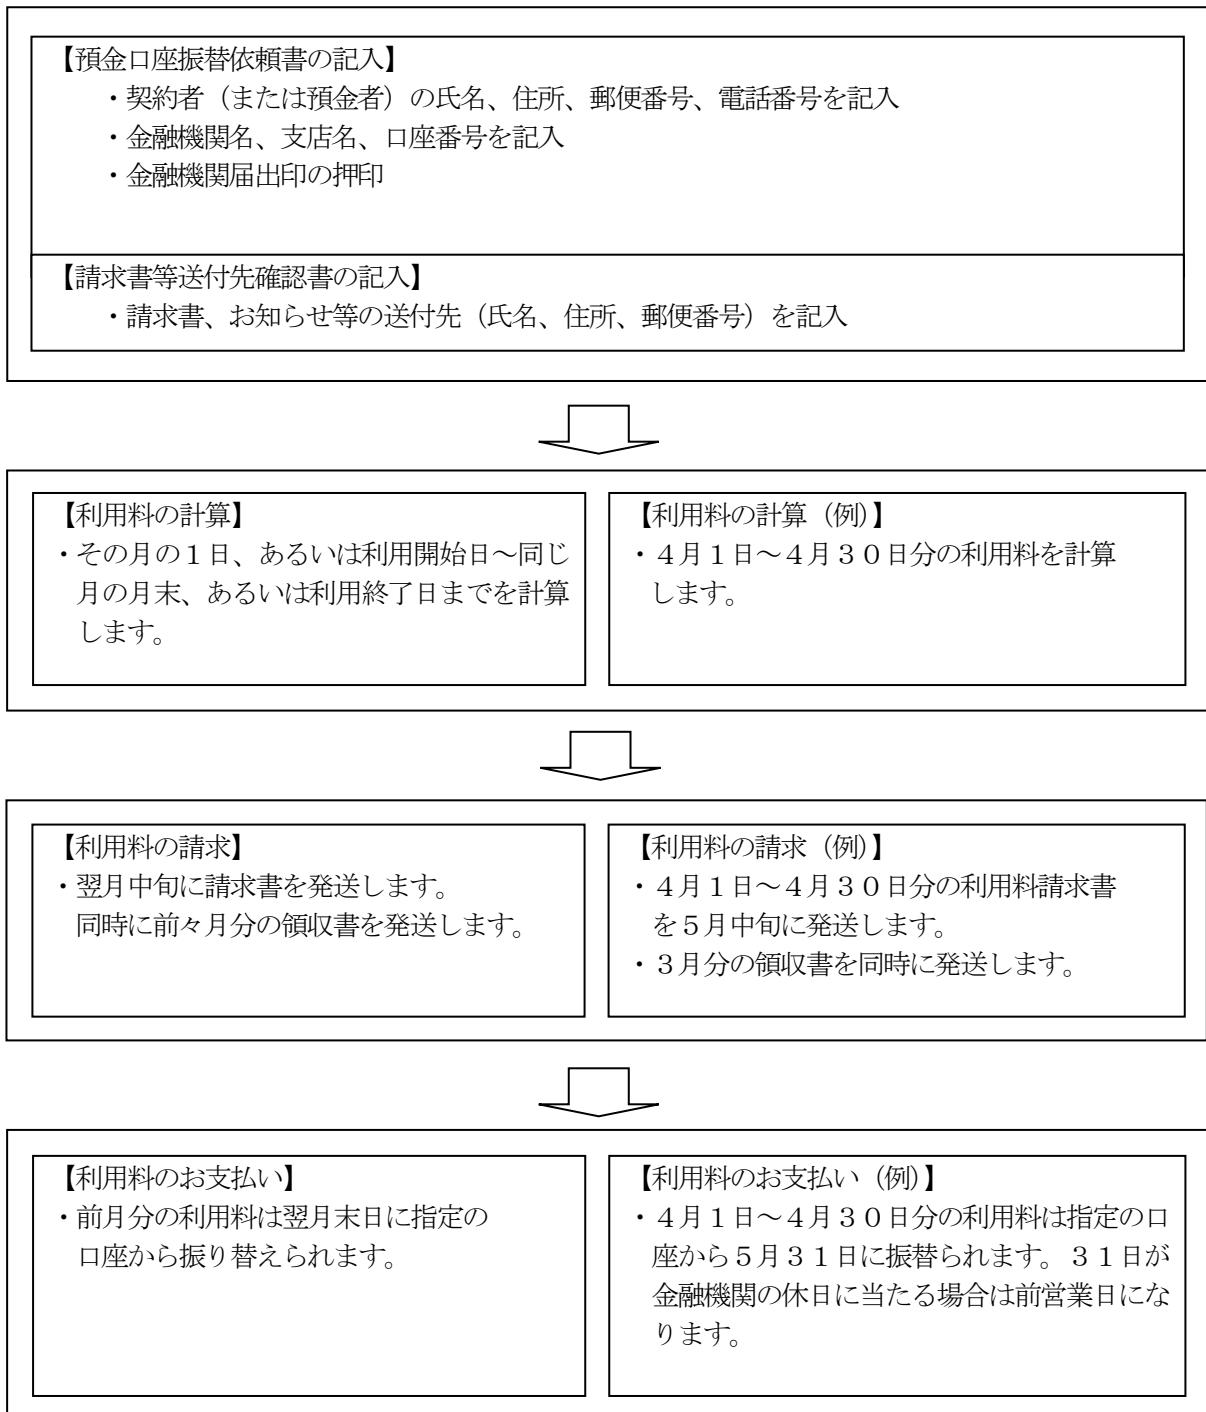 【預金口座振替依頼書の記入】
・契約者（または預金者）の氏名、住所、郵便番号、電話番号を記入
・金融機関名、支店名、口座番号を記入
・金融機関届出印の押印
【請求書等送付先確認書の記入】
・請求書、お知らせ等の送付先（氏名、住所、郵便番号）を記入
【利用料の計算】
・その月の１日、あるいは利用開始日～同じ
月の月末、あるいは利用終了日までを計算
します。
【利用料の計算（例）】
・４月１日～４月３０日分の利用料を計算
します。
【利用料の請求】
・翌月中旬に請求書を発送します。
同時に前々月分の領収書を発送します。
【利用料の請求（例）】
・４月１日～４月３０日分の利用料請求書
を５月中旬に発送します。
・３月分の領収書を同時に発送します。
【利用料のお支払い】
・前月分の利用料は翌月末日に指定の
口座から振り替えられます。
【利用料のお支払い（例）】
・４月１日～４月３０日分の利用料は指定の口
座から５月３１日に振替られます。３１日が
金融機関の休日に当たる場合は前営業日にな
ります。